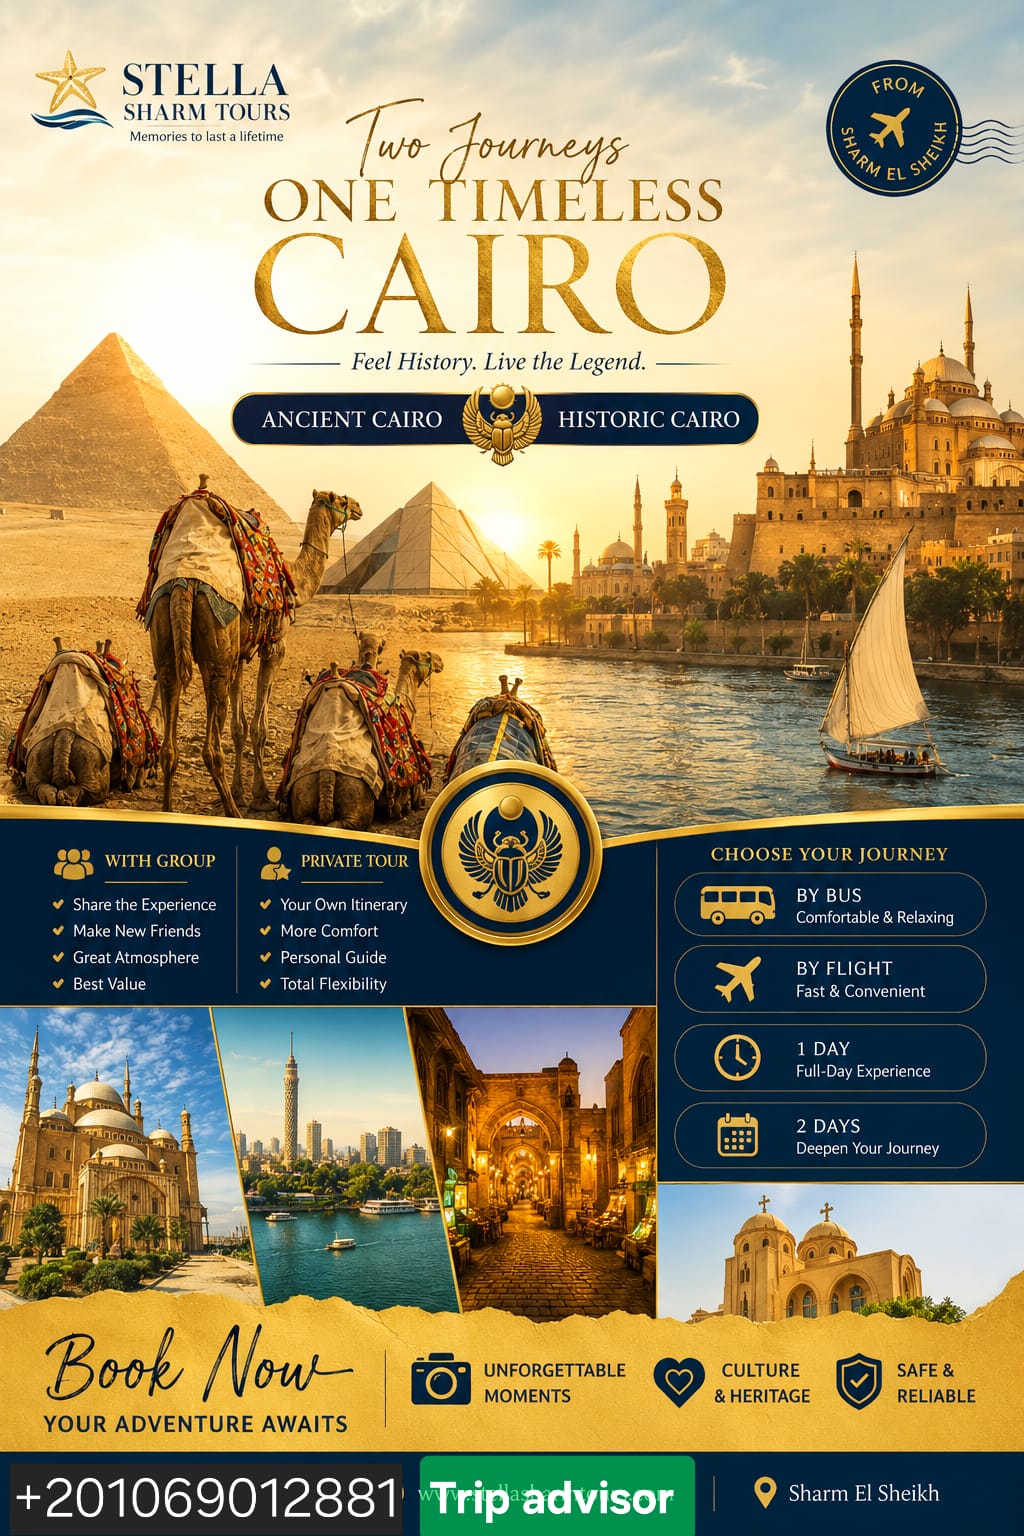 STELLA
SHARM TOURS
Memories to last a lifetime
FROM
SHARM EL SHEIKH
Two Journeys
ONE TIMELESS
CAIRO
Feel History. Live the Legend.
ANCIENT CAIRO
HISTORIC CAIRO
WITH GROUP
Share the Experience
Make New Friends
Great Atmosphere
Best Value
PRIVATE TOUR
Your Own Itinerary
More Comfort
Personal Guide
Total Flexibility
CHOOSE YOUR JOURNEY
BY BUS
Comfortable & Relaxing
BY FLIGHT
Fast & Convenient
1 DAY
Full-Day Experience
2 DAYS
Deepen Your Journey
Book Now
YOUR ADVENTURE AWAITS
UNFORGETTABLE
MOMENTS
CULTURE
& HERITAGE
SAFE &
RELIABLE
+201069012881
Trip advisor
Sharm El Sheikh